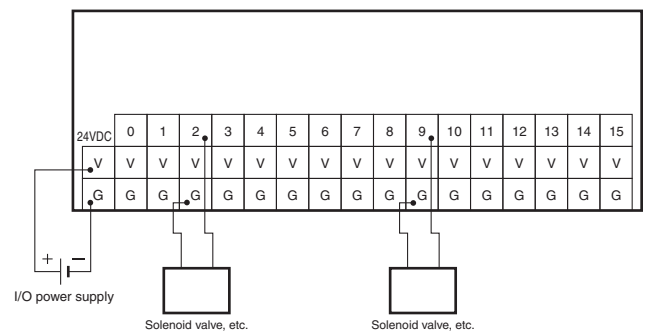 24VDC 0 1 2 3 4 5 6 7 8 9 10 11 12 13 14 15
V V V V V V V V V V V V V V V V V
G G G G G G G G G G G G G G G G G
+ −
I/O power supply
Solenoid valve, etc. Solenoid valve, etc.